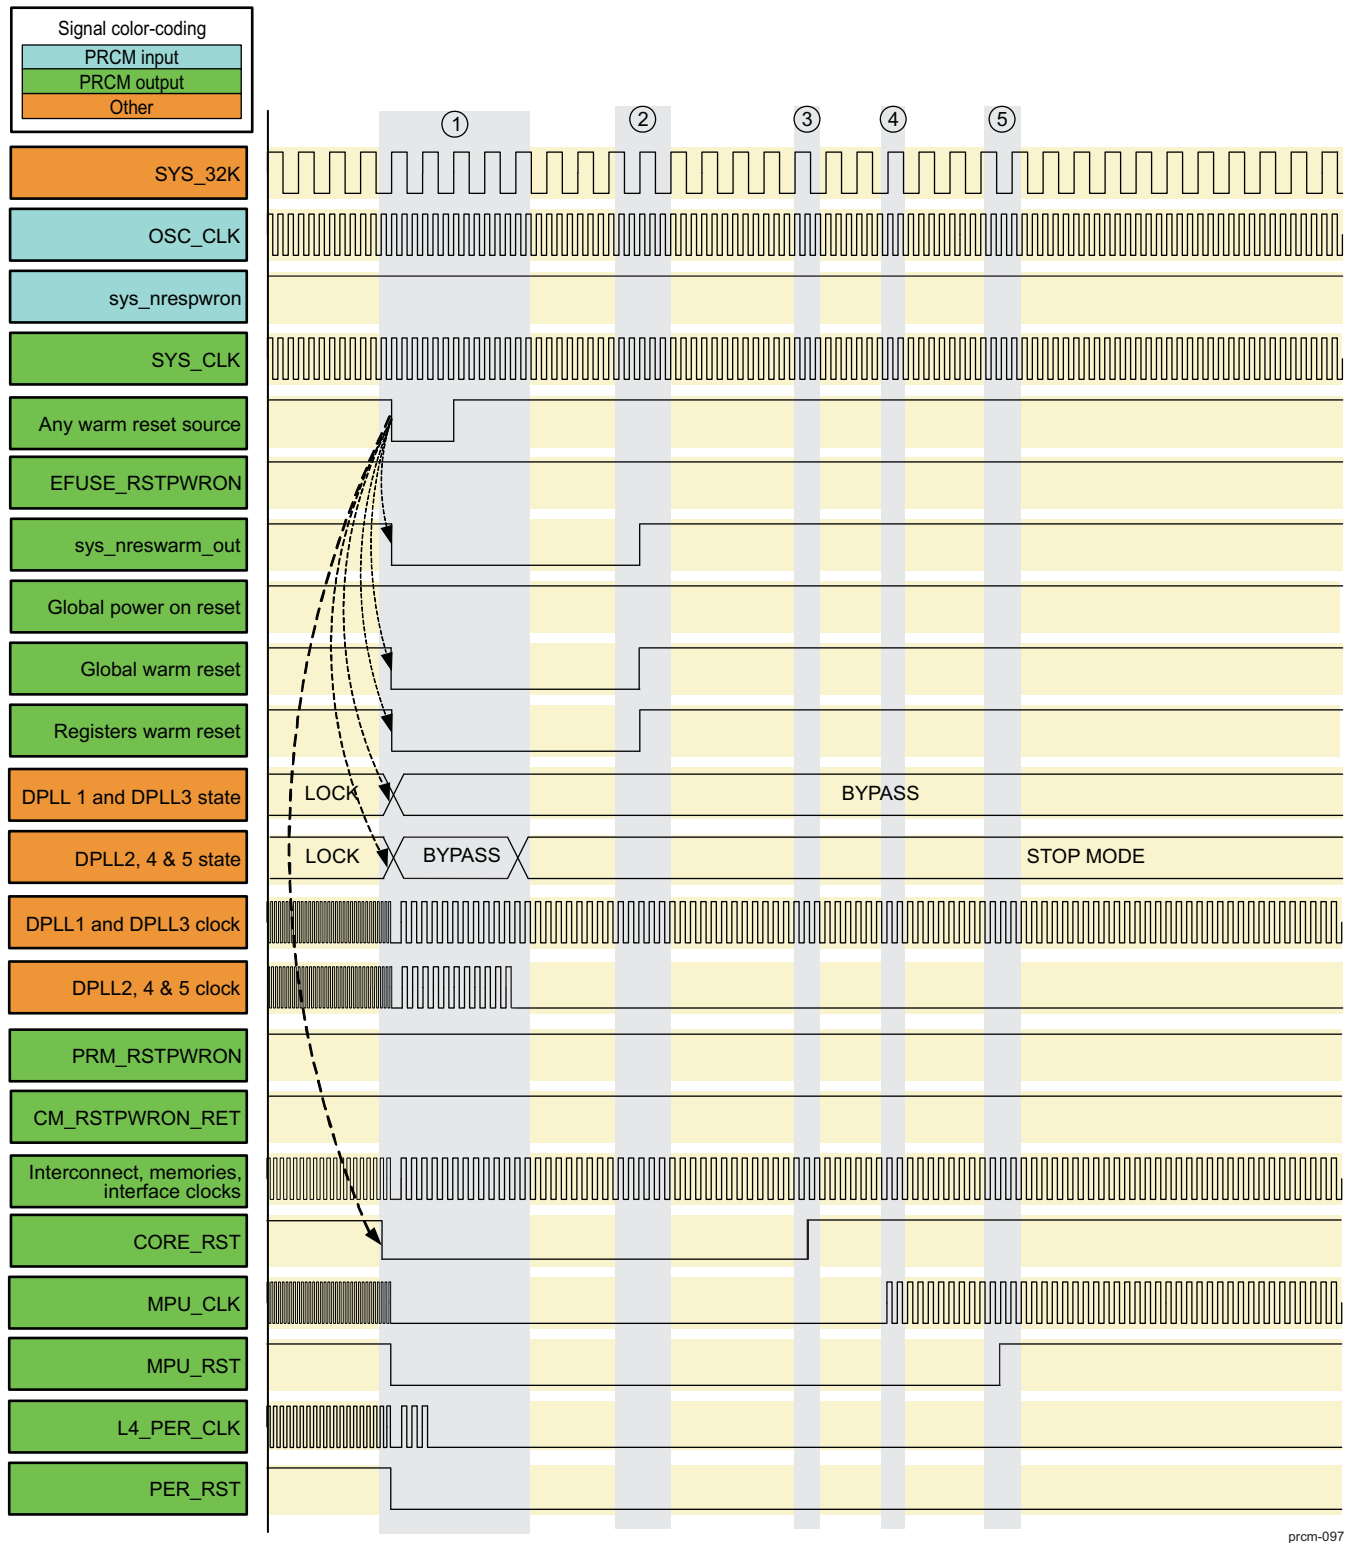 Signal color-coding
PRCM input
PRCM output
Other
1 2 3 4 5
SYS_32K
OSC_CLK
sys_nrespwron
SYS_CLK
Any warm reset source
EFUSE_RSTPWRON
sys_nreswarm_out
Global power on reset
Global warm reset
Registers warm reset
DPLL 1 and DPLL3 state LOCK BYPASS
DPLL2, 4 & 5 state LOCK BYPASS STOP MODE
DPLL1 and DPLL3 clock
DPLL2, 4 & 5 clock
PRM_RSTPWRON
CM_RSTPWRON_RET
Interconnect, memories,
interface clocks
CORE_RST
MPU_CLK
MPU_RST
L4_PER_CLK
PER_RST
prcm-097